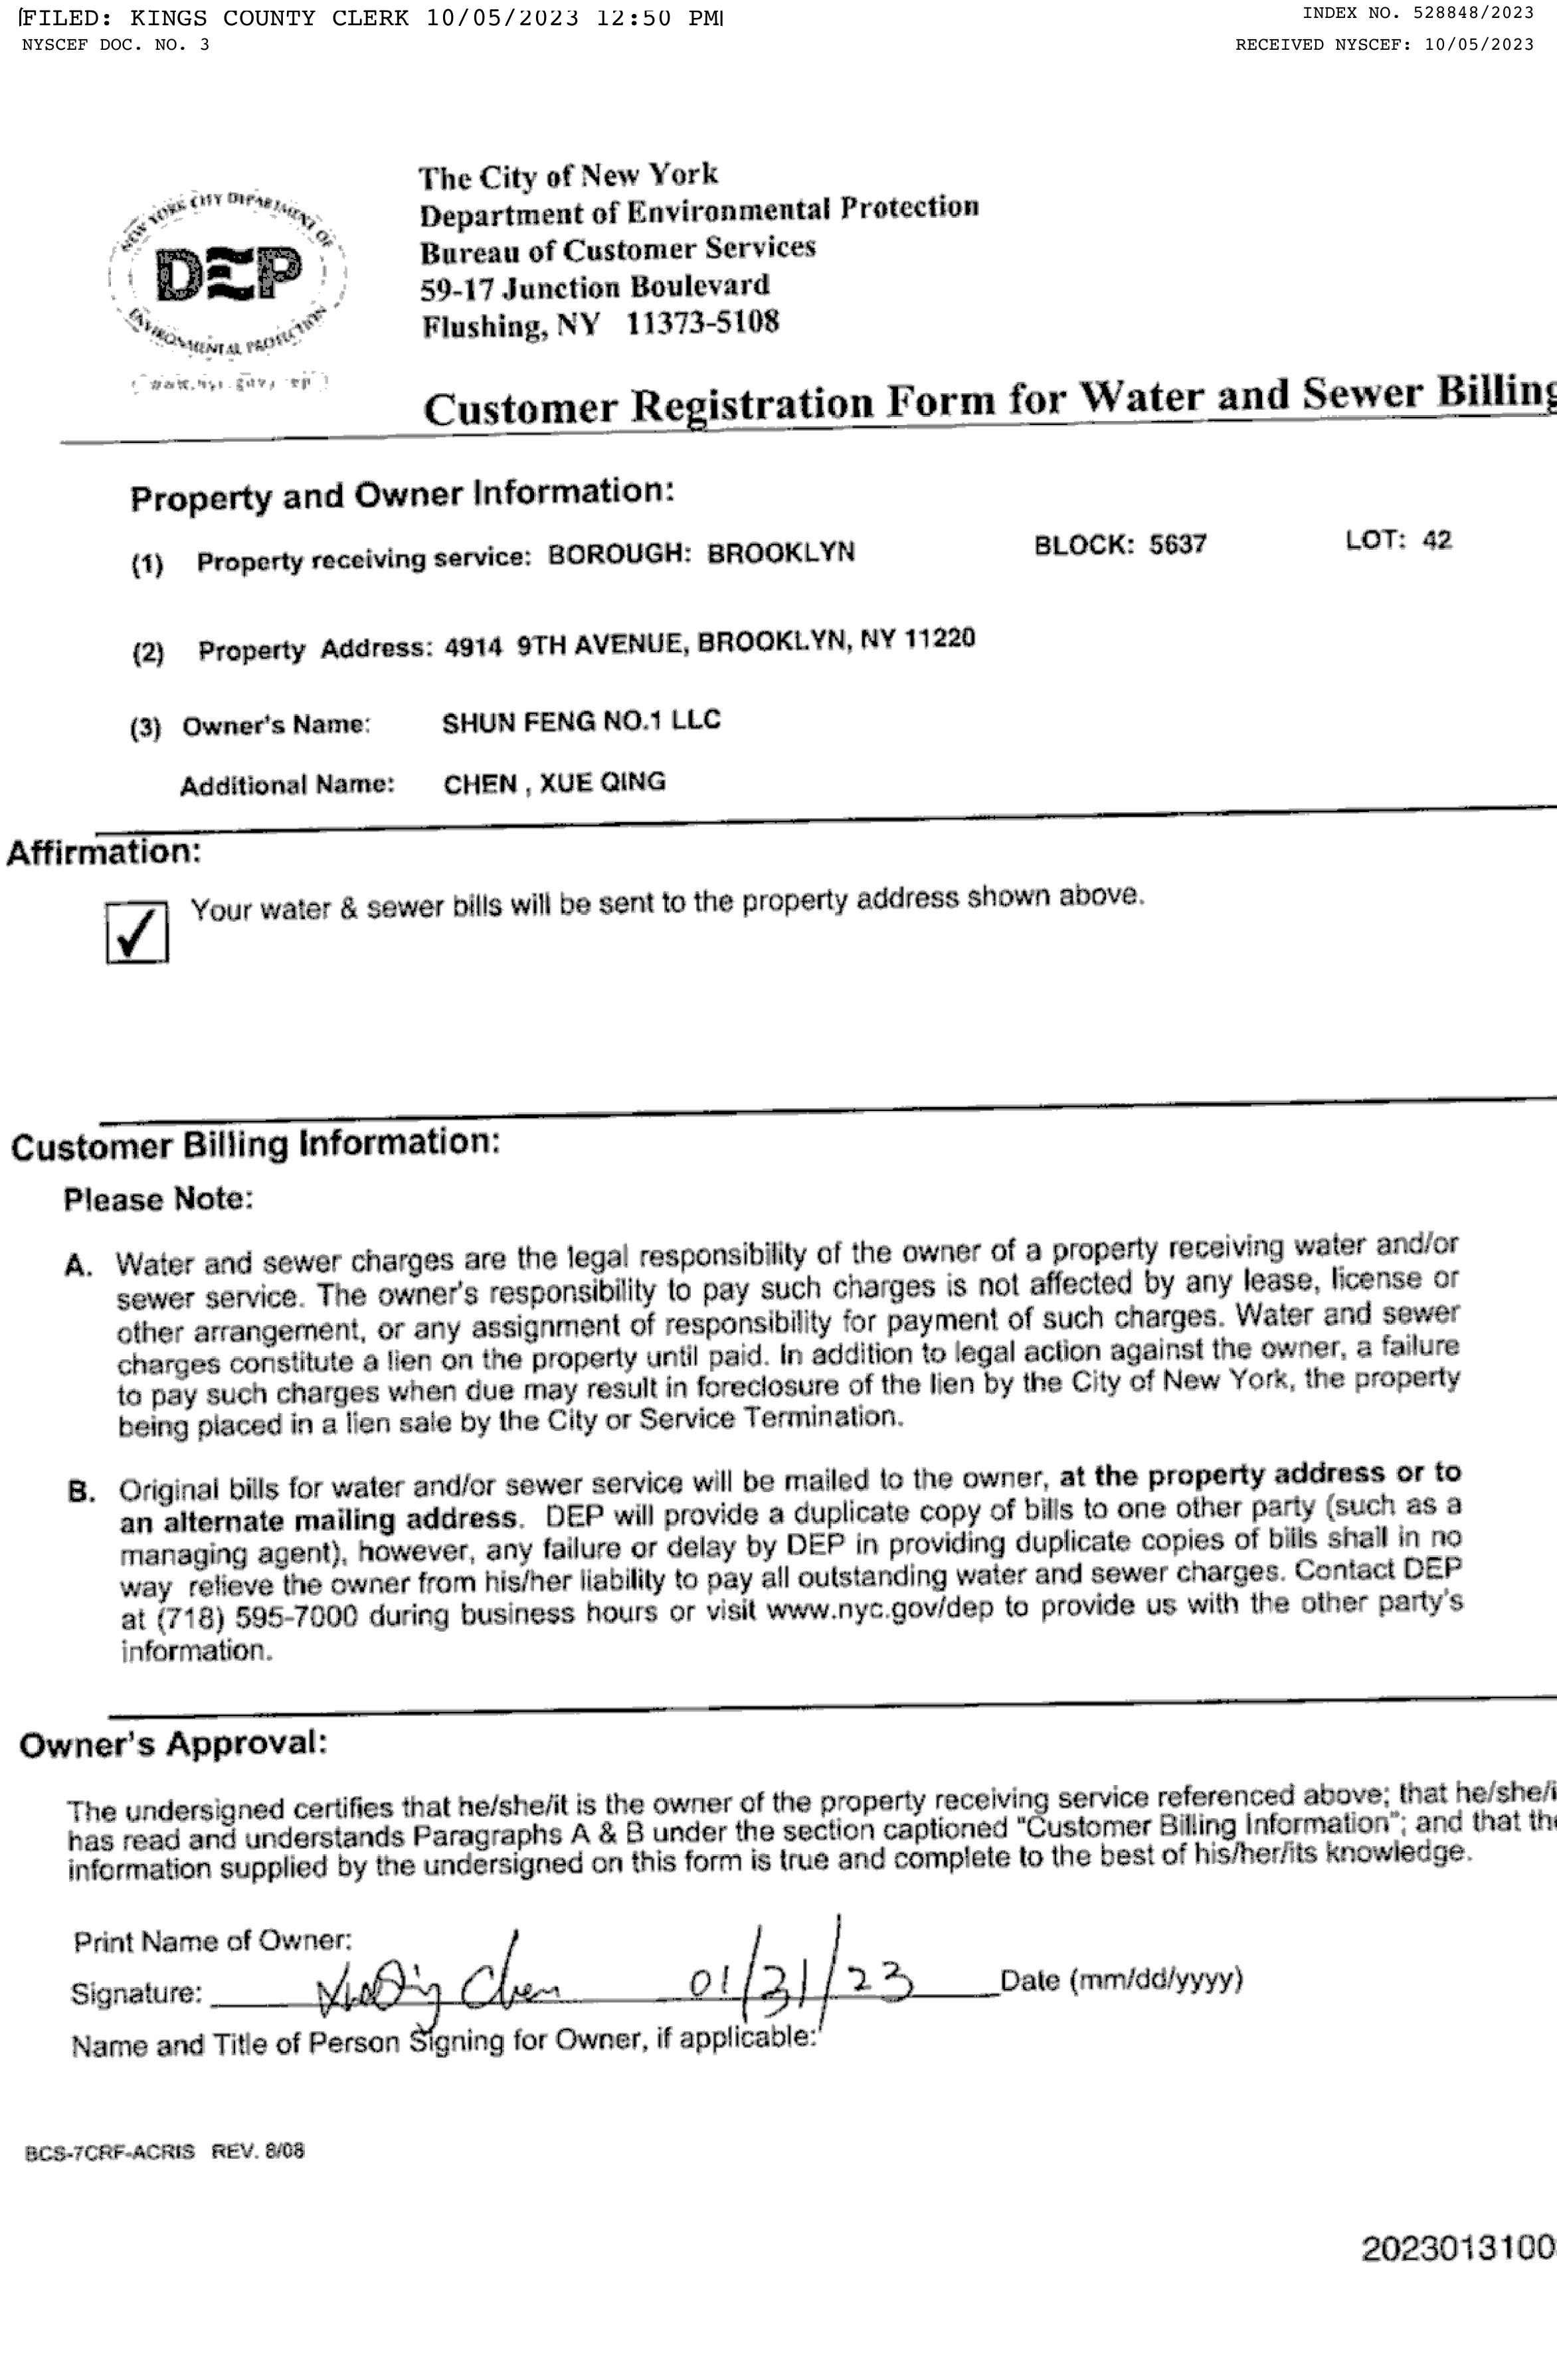 FILED: KINGS COUNTY CLERK 10/05/2023 12:50 PM
INDEX NO. 528848/2023
NYSCEF DOC. NO. 3
RECEIVED NYSCEF: 10/05/2023
NEW YORK CITY DEPARTMENT OF
DEP
ENVIRONMENTAL PROTECTION
The City of New York
Department of Environmental Protection
Bureau of Customer Services
59-17 Junction Boulevard
Flushing, NY 11373-5108
Customer Registration Form for Water and Sewer Billing
Property and Owner Information:
(1) Property receiving service: BOROUGH: BROOKLYN BLOCK: 5637 LOT: 42
(2) Property Address: 4914 9TH AVENUE, BROOKLYN, NY 11220
(3) Owner's Name: SHUN FENG NO.1 LLC
Additional Name: CHEN , XUE QING
Affirmation:
✓ Your water & sewer bills will be sent to the property address shown above.
Customer Billing Information:
Please Note:
A. Water and sewer charges are the legal responsibility of the owner of a property receiving water and/or
sewer service. The owner's responsibility to pay such charges is not affected by any lease, license or
other arrangement, or any assignment of responsibility for payment of such charges. Water and sewer
charges constitute a lien on the property until paid. In addition to legal action against the owner, a failure
to pay such charges when due may result in foreclosure of the lien by the City of New York, the property
being placed in a lien sale by the City or Service Termination.
B. Original bills for water and/or sewer service will be mailed to the owner, at the property address or to
an alternate mailing address. DEP will provide a duplicate copy of bills to one other party (such as a
managing agent), however, any failure or delay by DEP in providing duplicate copies of bills shall in no
way relieve the owner from his/her liability to pay all outstanding water and sewer charges. Contact DEP
at (718) 595-7000 during business hours or visit www.nyc.gov/dep to provide us with the other party's
information.
Owner's Approval:
The undersigned certifies that he/she/it is the owner of the property receiving service referenced above; that he/she/i
has read and understands Paragraphs A & B under the section captioned "Customer Billing Information"; and that the
information supplied by the undersigned on this form is true and complete to the best of his/her/its knowledge.
Print Name of Owner:
Signature: Chen 01/31/23 Date (mm/dd/yyyy)
Name and Title of Person Signing for Owner, if applicable:
BCS-7CRF-ACRIS REV. 8/08
2023013100